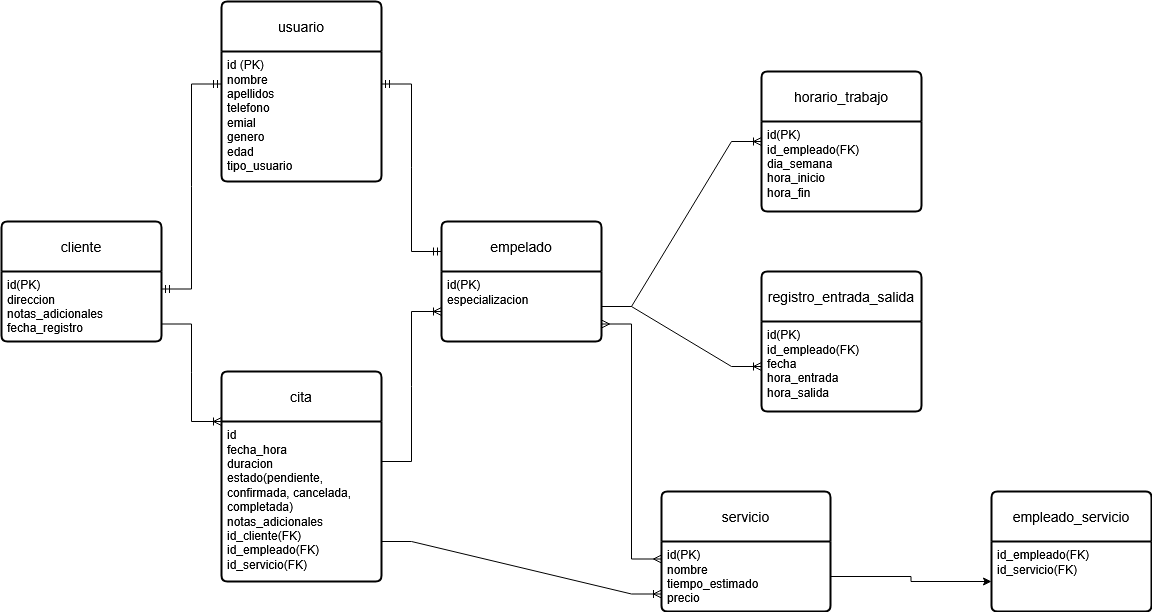 usuario
id (PK)
nombre
apellidos
telefono
emial
genero
edad
tipo_usuario
horario_trabajo
id(PK)
id_empleado(FK)
dia_semana
hora_inicio
hora_fin
cliente
id(PK)
direccion
notas_adicionales
fecha_registro
empelado
id(PK)
especializacion
registro_entrada_salida
id(PK)
id_empleado(FK)
fecha
hora_entrada
hora_salida
cita
id
fecha_hora
duracion
estado(pendiente,
confirmada, cancelada,
completada)
notas_adicionales
id_cliente(FK)
id_empleado(FK)
id_servicio(FK)
servicio
id(PK)
nombre
tiempo_estimado
precio
empleado_servicio
id_empleado(FK)
id_servicio(FK)